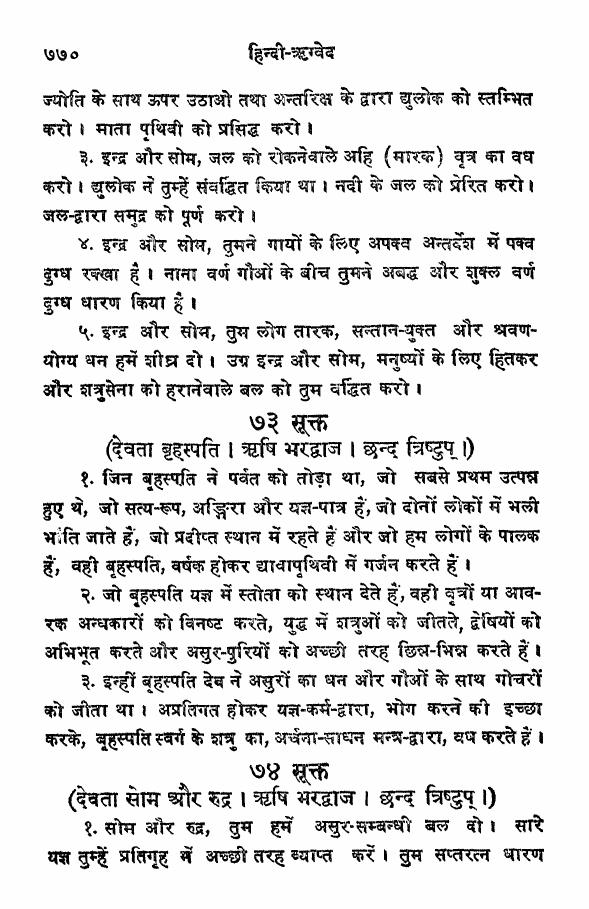 ७७०    हिन्दी-ऋग्वेद
ज्योति के साथ ऊपर उठाओ तथा अन्तरिक्ष के द्वारा द्युलोक को स्तम्भित
करो। माता पृथिवी को प्रसिद्ध करो।
३. इन्द्र और सोम, जल को रोकनेवाले अहि (मारक) वृत्र का वध
करो। द्युलोक ने तुम्हें संवर्द्धित किया था। नदी के जल को प्रेरित करो।
जल-द्वारा समुद्र को पूर्ण करो।
४. इन्द्र और सोम, तुमने गायों के लिए अपक्व अन्तर्देश में पक्व
दुग्ध रक्खा है। नाना वर्ण गौओं के बीच तुमने अबद्ध और शुक्ल वर्ण
दुग्ध धारण किया है।
५. इन्द्र और सोम, तुम लोग तारक, सन्तान-युक्त और श्रवण-
योग्य धन हमें शीघ्र दो। उग्र इन्द्र और सोम, मनुष्यों के लिए हितकर
और शत्रुसेना को हरानेवाले बल को तुम वर्द्धित करो।
७३ सूक्त
(देवता बृहस्पति। ऋषि भरद्वाज। छन्द त्रिष्टुप्।)
१. जिन बृहस्पति ने पर्वत को तोड़ा था, जो सबसे प्रथम उत्पन्न
हुए थे, जो सत्य-रूप, अङ्गिरा और यज्ञ-पात्र हैं, जो दोनों लोकों में भली
भांति जाते हैं, जो प्रदीप्त स्थान में रहते हैं और जो हम लोगों के पालक
हैं, वही बृहस्पति, वर्षक होकर द्यावापृथिवी में गर्जन करते हैं।
२. जो बृहस्पति यज्ञ में स्तोता को स्थान देते हैं, वही वृत्रों या आव-
रक अन्धकारों को विनष्ट करते, युद्ध में शत्रुओं को जीतते, द्वेषियों को
अभिभूत करते और असुर-पुरियों को अच्छी तरह छिन्न-भिन्न करते हैं।
३. इन्हीं बृहस्पति देव ने असुरों का धन और गौओं के साथ गोचरों
को जीता था। अप्रतिगत होकर यज्ञ-कर्म-द्वारा, भोग करने की इच्छा
करके, बृहस्पति स्वर्ग के शत्रु का, अर्चना-साधन मन्त्र-द्वारा, वध करते हैं।
७४ सूक्त
(देवता सोम और रुद्र। ऋषि भरद्वाज। छन्द त्रिष्टुप्।)
१. सोम और रुद्र, तुम हमें असुर-सम्बन्धी बल दो। सारे
यज्ञ तुम्हें प्रतिगृह में अच्छी तरह व्याप्त करें। तुम सप्तरत्न धारण